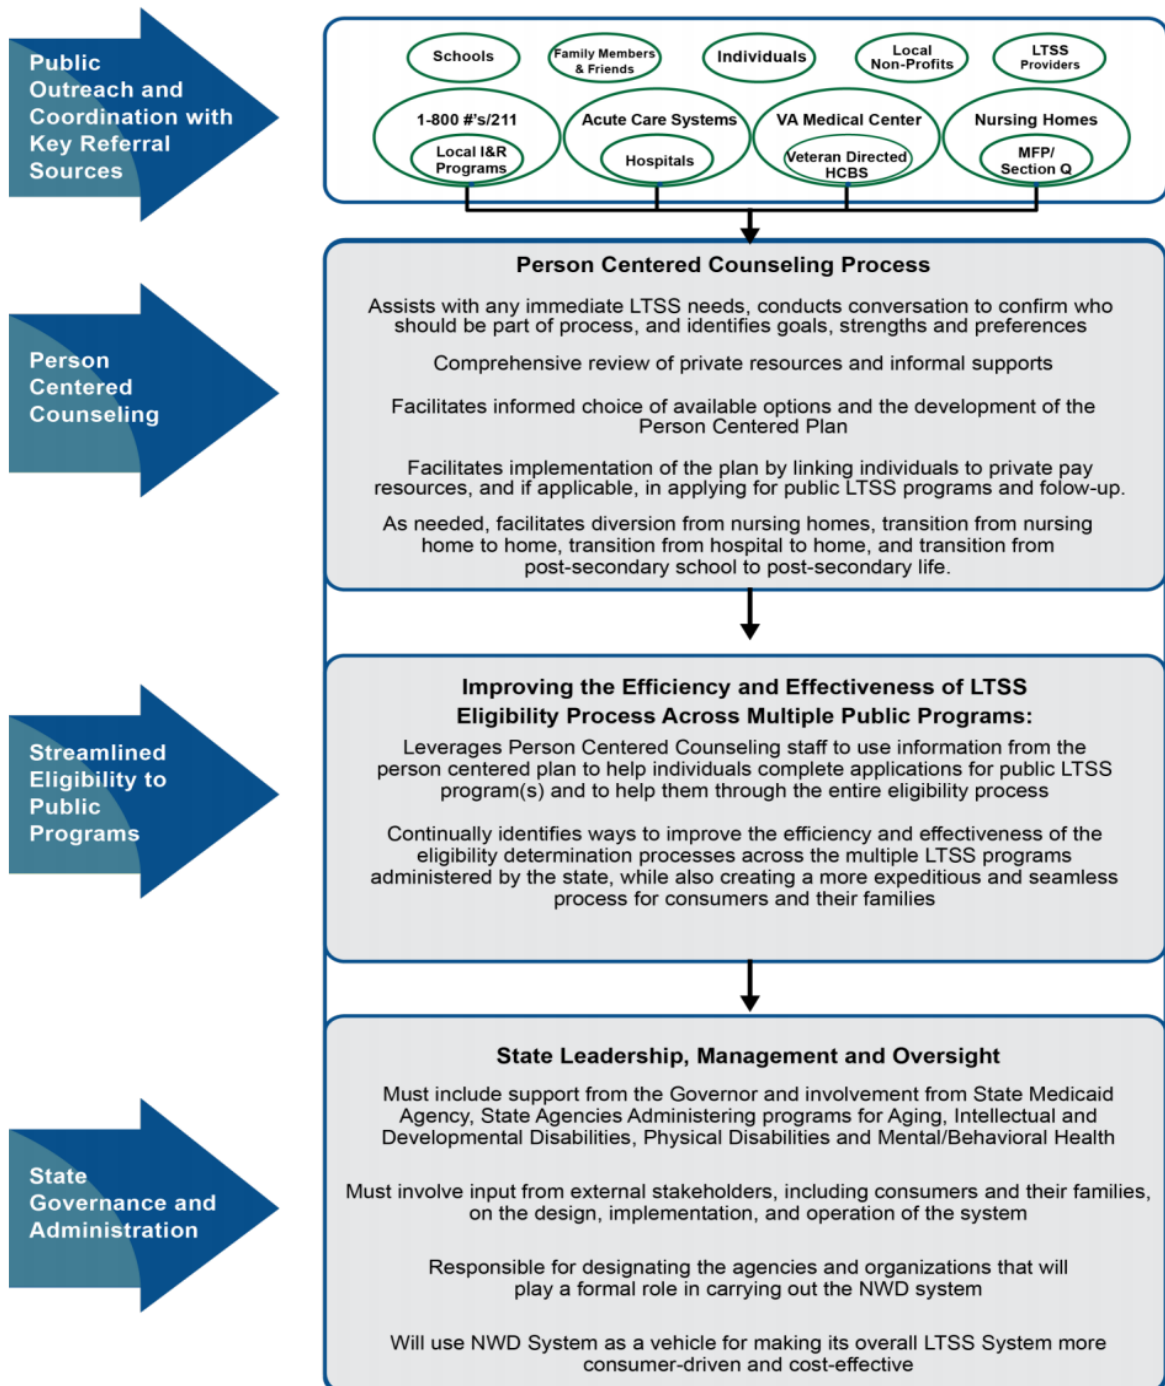 Public
Outreach and
Coordination with
Key Referral
Sources
Schools
Family Members
& Friends
Individuals
Local
Non-Profits
LTSS
Providers
1-800 #'s/211
Local I&R
Programs
Acute Care Systems
Hospitals
VA Medical Center
Veteran Directed
HCBS
Nursing Homes
MFP/
Section Q
Person
Centered
Counseling
Person Centered Counseling Process
Assists with any immediate LTSS needs, conducts conversation to confirm who
should be part of process, and identifies goals, strengths and preferences
Comprehensive review of private resources and informal supports
Facilitates informed choice of available options and the development of the
Person Centered Plan
Facilitates implementation of the plan by linking individuals to private pay
resources, and if applicable, in applying for public LTSS programs and folow-up.
As needed, facilitates diversion from nursing homes, transition from nursing
home to home, transition from hospital to home, and transition from
post-secondary school to post-secondary life.
Streamlined
Eligibility to
Public
Programs
Improving the Efficiency and Effectiveness of LTSS
Eligibility Process Across Multiple Public Programs:
Leverages Person Centered Counseling staff to use information from the
person centered plan to help individuals complete applications for public LTSS
program(s) and to help them through the entire eligibility process
Continually identifies ways to improve the efficiency and effectiveness of the
eligibility determination processes across the multiple LTSS programs
administered by the state, while also creating a more expeditious and seamless
process for consumers and their families
State
Governance and
Administration
State Leadership, Management and Oversight
Must include support from the Governor and involvement from State Medicaid
Agency, State Agencies Administering programs for Aging, Intellectual and
Developmental Disabilities, Physical Disabilities and Mental/Behavioral Health
Must involve input from external stakeholders, including consumers and their families,
on the design, implementation, and operation of the system
Responsible for designating the agencies and organizations that will
play a formal role in carrying out the NWD system
Will use NWD System as a vehicle for making its overall LTSS System more
consumer-driven and cost-effective